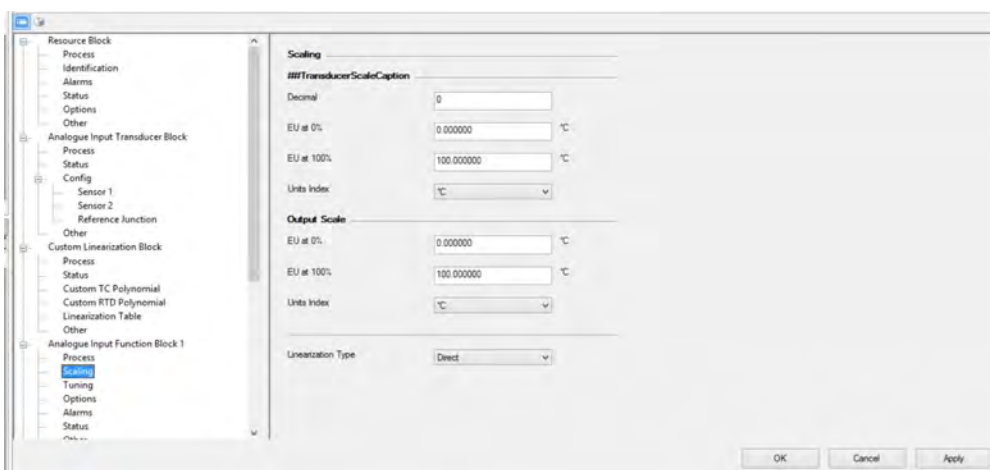 Resource Block
Process
Identification
Alarms
Status
Options
Other
Analogue Input Transducer Block
Process
Status
Config
Sensor 1
Sensor 2
Reference Junction
Other
Custom Linearization Block
Process
Status
Custom TC Polynomial
Custom RTD Polynomial
Linearization Table
Other
Analogue Input Function Block 1
Process
Scaling
Tuning
Options
Alarms
Status
Scaling
###TransducerScaleCaption
Decimal 0
EU at 0% 0.000000 °C
EU at 100% 100.000000 °C
Units Index °C
Output Scale
EU at 0% 0.000000 °C
EU at 100% 100.000000 °C
Units Index °C
Linearization Type Direct
OK Cancel Apply